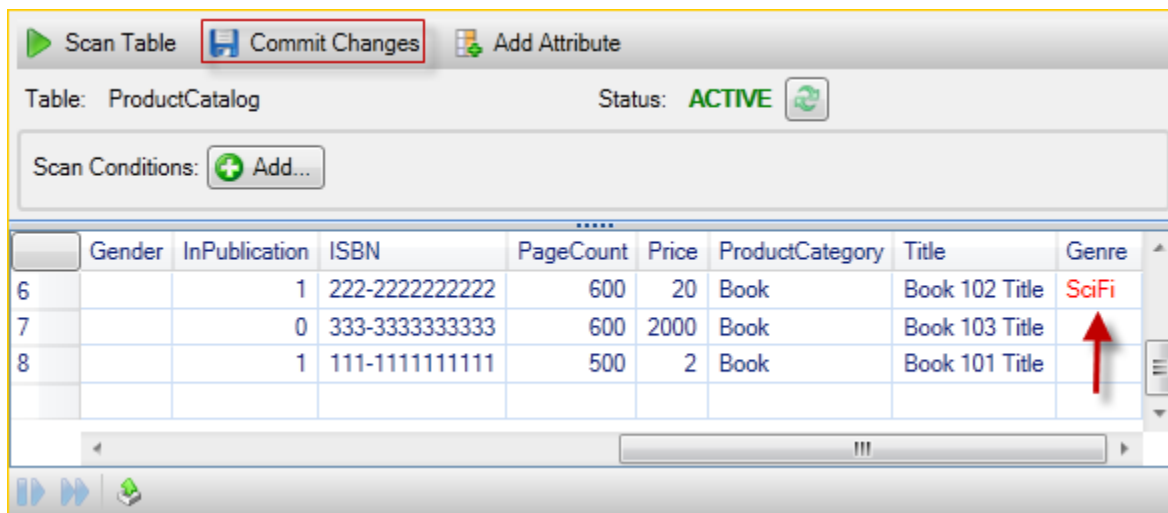 Scan Table Commit Changes Add Attribute
Table: ProductCatalog Status: ACTIVE
Scan Conditions: Add...
Gender InPublication ISBN PageCount Price ProductCategory Title Genre
6 1 222-2222222222 600 20 Book Book 102 Title SciFi
7 0 333-3333333333 600 2000 Book Book 103 Title
8 1 111-1111111111 500 2 Book Book 101 Title